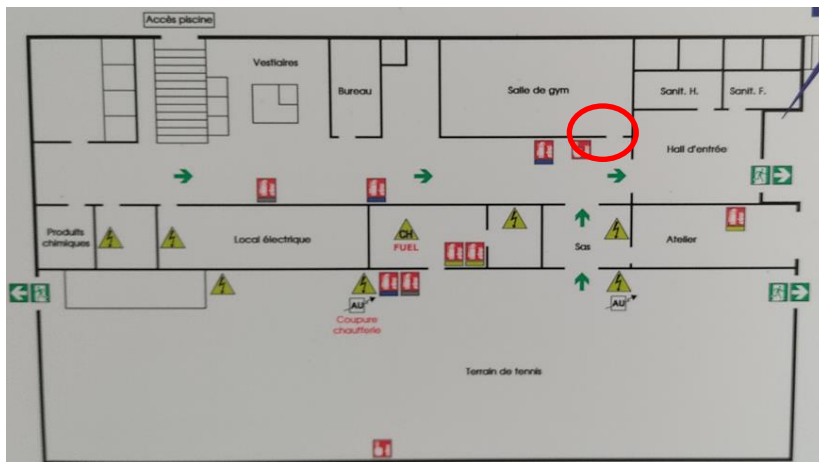 Accès piscine
Vestiaires
Bureau
Salle de gym
Sanit. H.
Sanit. F.
Hall d'entrée
Produits
chimiques
Local électrique
CH
FUEL
Sas
Atelier
AU
Coupure
chaufferie
AU
Terrain de tennis